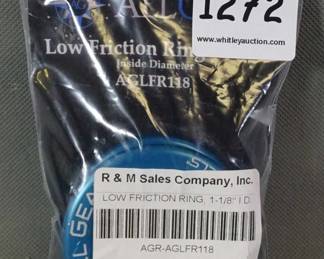 1272
www.whitleyauction.com
Low Friction Ring
Inside Diameter
AGLFR118
R & M Sales Company, Inc.
LOW FRICTION RING, 1-1/8" I.D.
AGR-AGLFR118